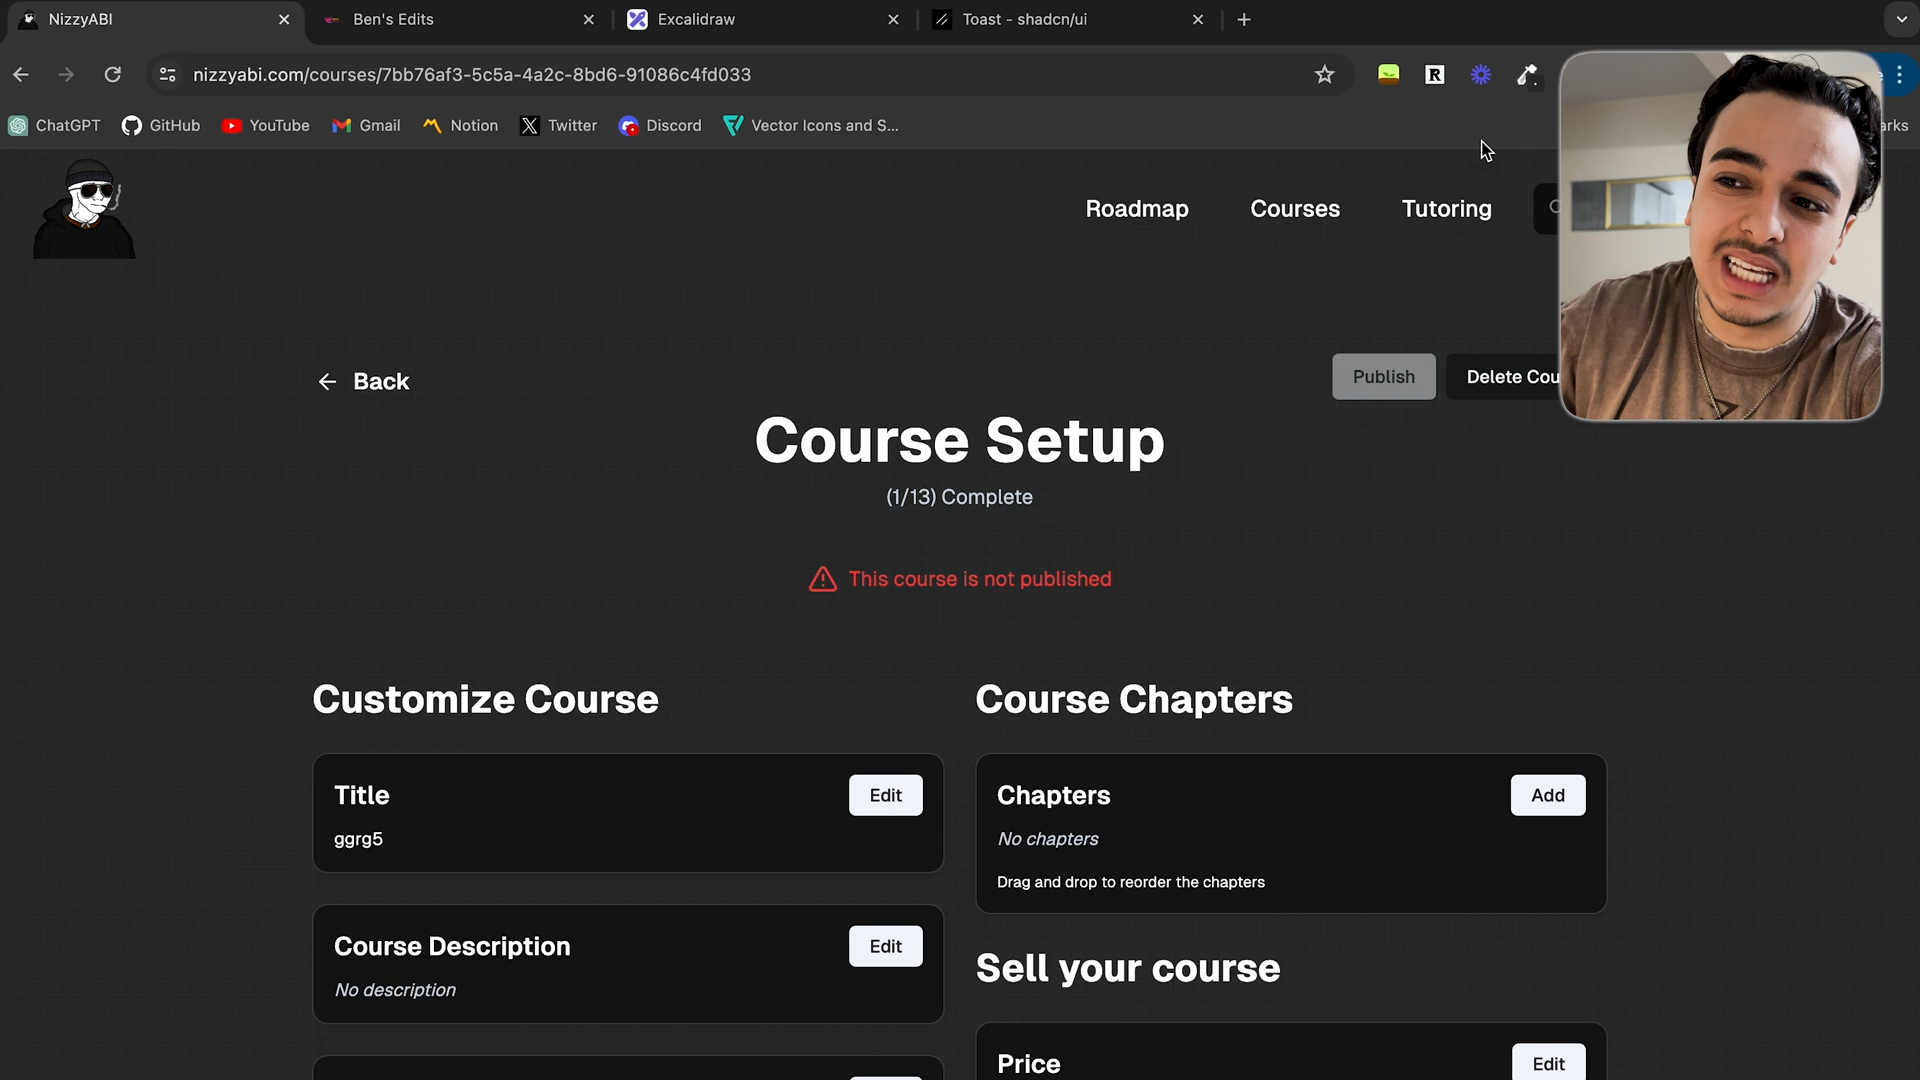 NizzyABI
Ben's Edits
Excalidraw
Toast - shadcn/ui
nizzyabi.com/courses/7bb76af3-5c5a-4a2c-8bd6-91086c4fd033
ChatGPT
GitHub
YouTube
Gmail
Notion
Twitter
Discord
Vector Icons and S...
arks
Roadmap
Courses
Tutoring
Back
Publish
Delete Cou
Course Setup
(1/13) Complete
This course is not published
Customize Course
Title
Edit
ggrg5
Course Description
Edit
No description
Course Chapters
Chapters
Add
No chapters
Drag and drop to reorder the chapters
Sell your course
Price
Edit